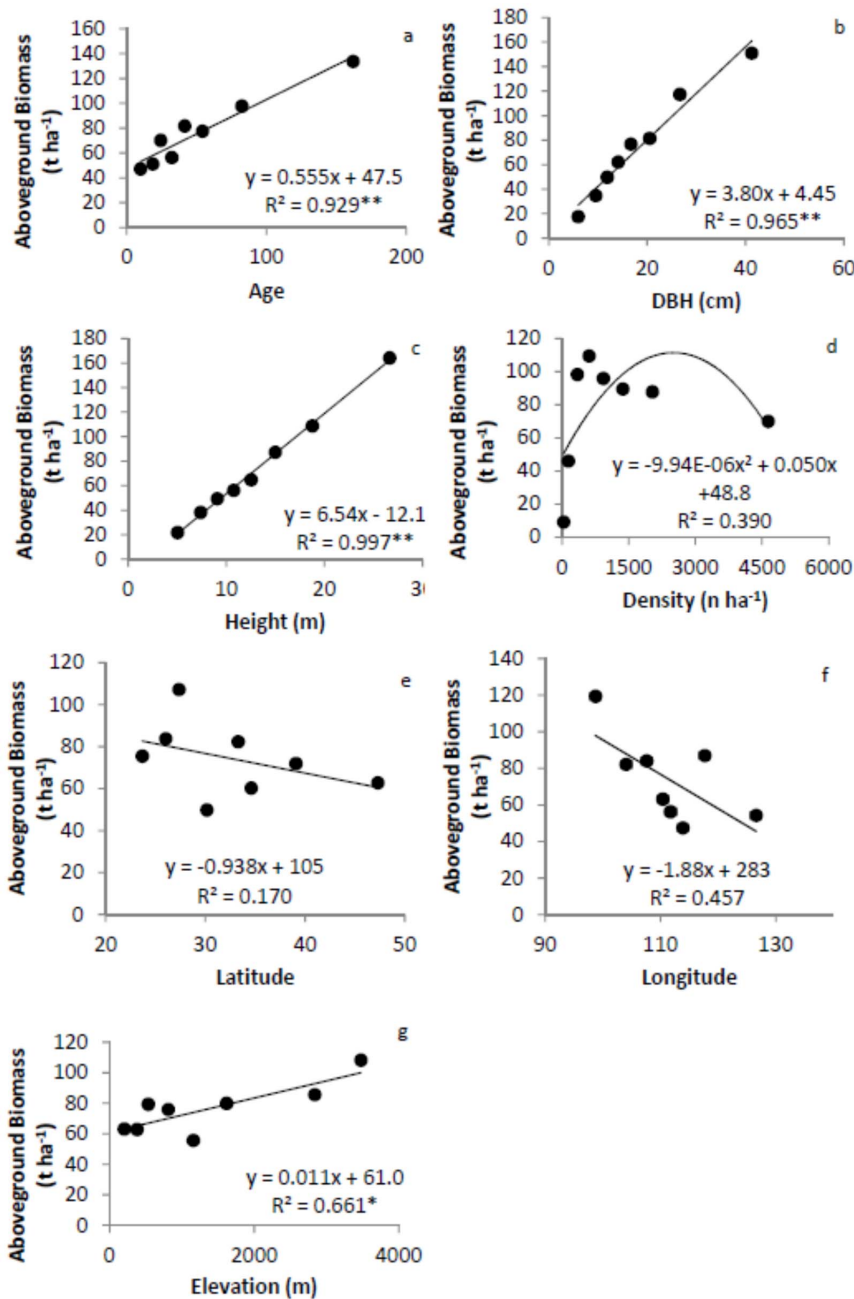 a
Aboveground Biomass
(t ha⁻¹)
160
140
120
100
80
60
40
20
0
y = 0.555x + 47.5
R² = 0.929**
0
100
200
Age
b
Aboveground Biomass
(t ha⁻¹)
180
160
140
120
100
80
60
40
20
0
y = 3.80x + 4.45
R² = 0.965**
0
20
40
60
DBH (cm)
c
Aboveground Biomass
(t ha⁻¹)
180
160
140
120
100
80
60
40
20
0
y = 6.54x - 12.1
R² = 0.997**
0
10
20
30
Height (m)
d
Aboveground Biomass
(t ha⁻¹)
120
100
80
60
40
20
0
y = -9.94E-06x² + 0.050x
+48.8
R² = 0.390
0
1500
3000
4500
6000
Density (n ha⁻¹)
e
Aboveground Biomass
(t ha⁻¹)
120
100
80
60
40
20
0
y = -0.938x + 105
R² = 0.170
20
30
40
50
Latitude
f
Aboveground Biomass
(t ha⁻¹)
140
120
100
80
60
40
20
0
y = -1.88x + 283
R² = 0.457
90
110
130
Longitude
g
Aboveground Biomass
(t ha⁻¹)
120
100
80
60
40
20
0
y = 0.011x + 61.0
R² = 0.661*
0
2000
4000
Elevation (m)